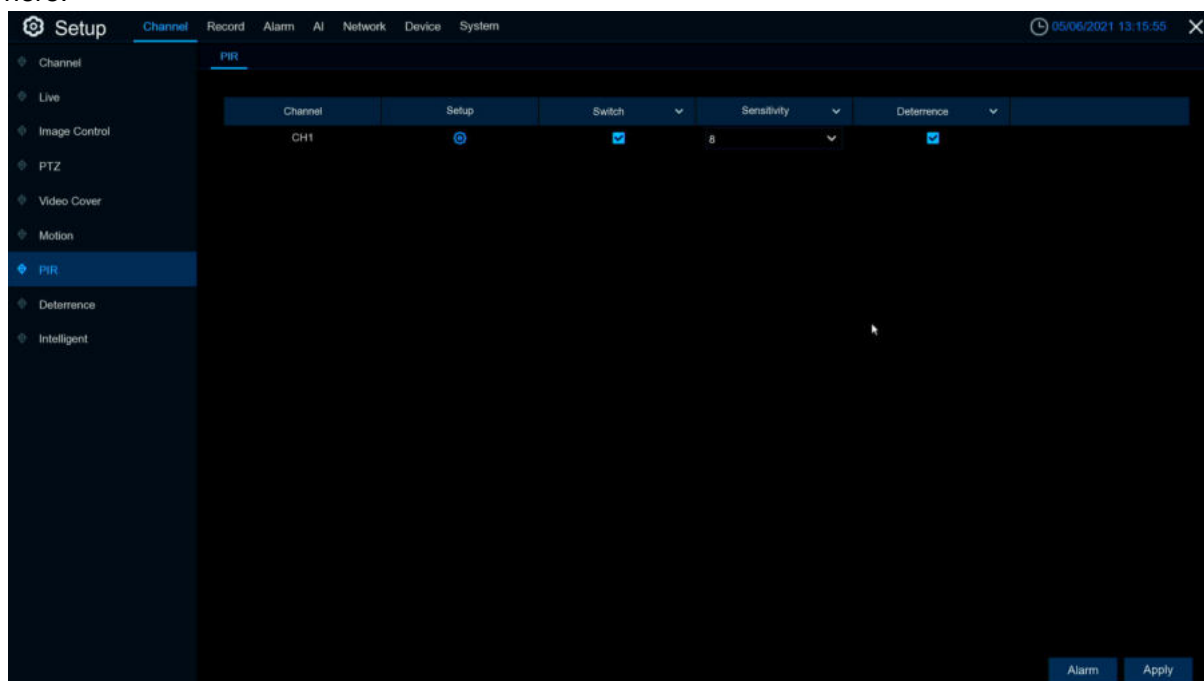 here.
Setup Channel Record Alarm AI Network Device System 05/06/2021 13:15:55
PIR
Channel
Live
Image Control
PTZ
Video Cover
Motion
PIR
Deterrence
Intelligent
Channel Setup Switch Sensitivity Deterrence
CH1 8
Alarm Apply